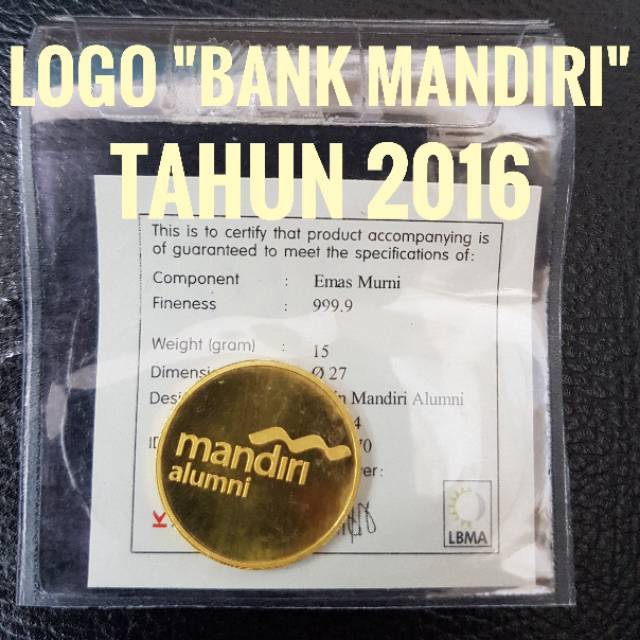 LOGO "BANK MANDIRI"
TAHUN 2016
This is to certify that product accompanying is
of guaranteed to meet the specifications of:
Component : Emas Murni
Fineness : 999.9
Weight (gram) : 15
Ø 27
Mandiri Alumni
mandiri
alumni
LBMA